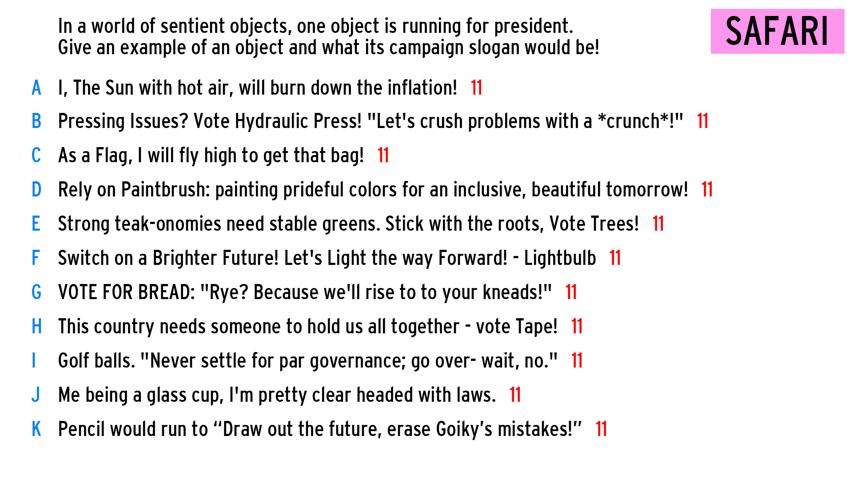 In a world of sentient objects, one object is running for president.
Give an example of an object and what its campaign slogan would be!
SAFARI
A I, The Sun with hot air, will burn down the inflation! 11
B Pressing Issues? Vote Hydraulic Press! "Let's crush problems with a *crunch*!" 11
C As a Flag, I will fly high to get that bag! 11
D Rely on Paintbrush: painting prideful colors for an inclusive, beautiful tomorrow! 11
E Strong teak-onomies need stable greens. Stick with the roots, Vote Trees! 11
F Switch on a Brighter Future! Let's Light the way Forward! - Lightbulb 11
G VOTE FOR BREAD: "Rye? Because we'll rise to to your kneads!" 11
H This country needs someone to hold us all together - vote Tape! 11
I Golf balls. "Never settle for par governance; go over- wait, no." 11
J Me being a glass cup, I'm pretty clear headed with laws. 11
K Pencil would run to “Draw out the future, erase Goiky’s mistakes!” 11